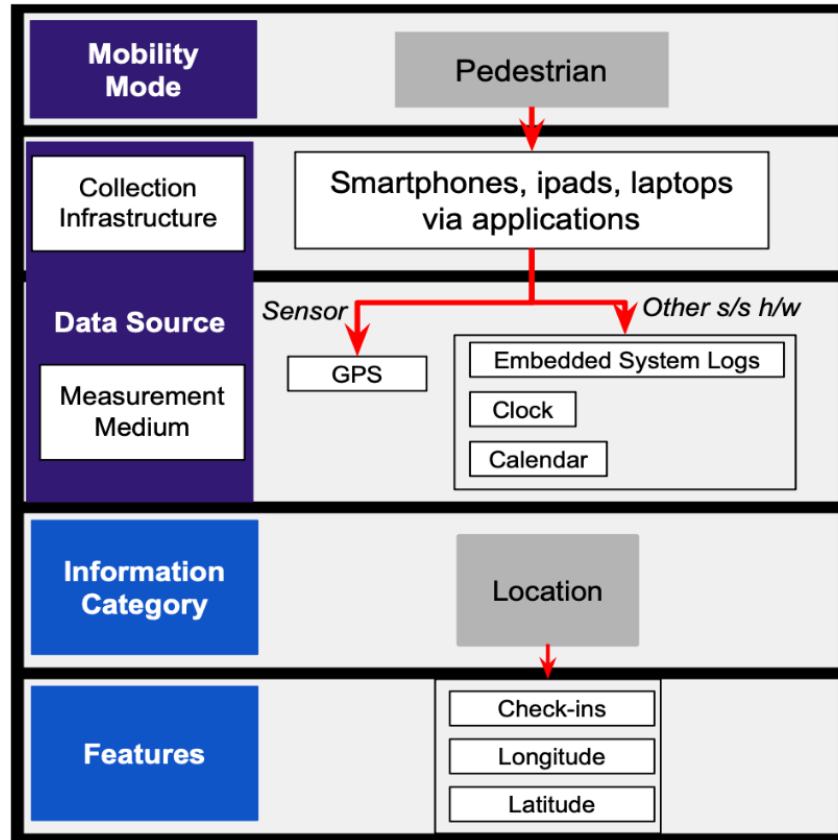 Mobility
Mode
Pedestrian
Collection
Infrastructure
Smartphones, ipads, laptops
via applications
Data Source
Sensor
Other s/s h/w
GPS
Embedded System Logs
Measurement
Medium
Clock
Calendar
Information
Category
Location
Features
Check-ins
Longitude
Latitude